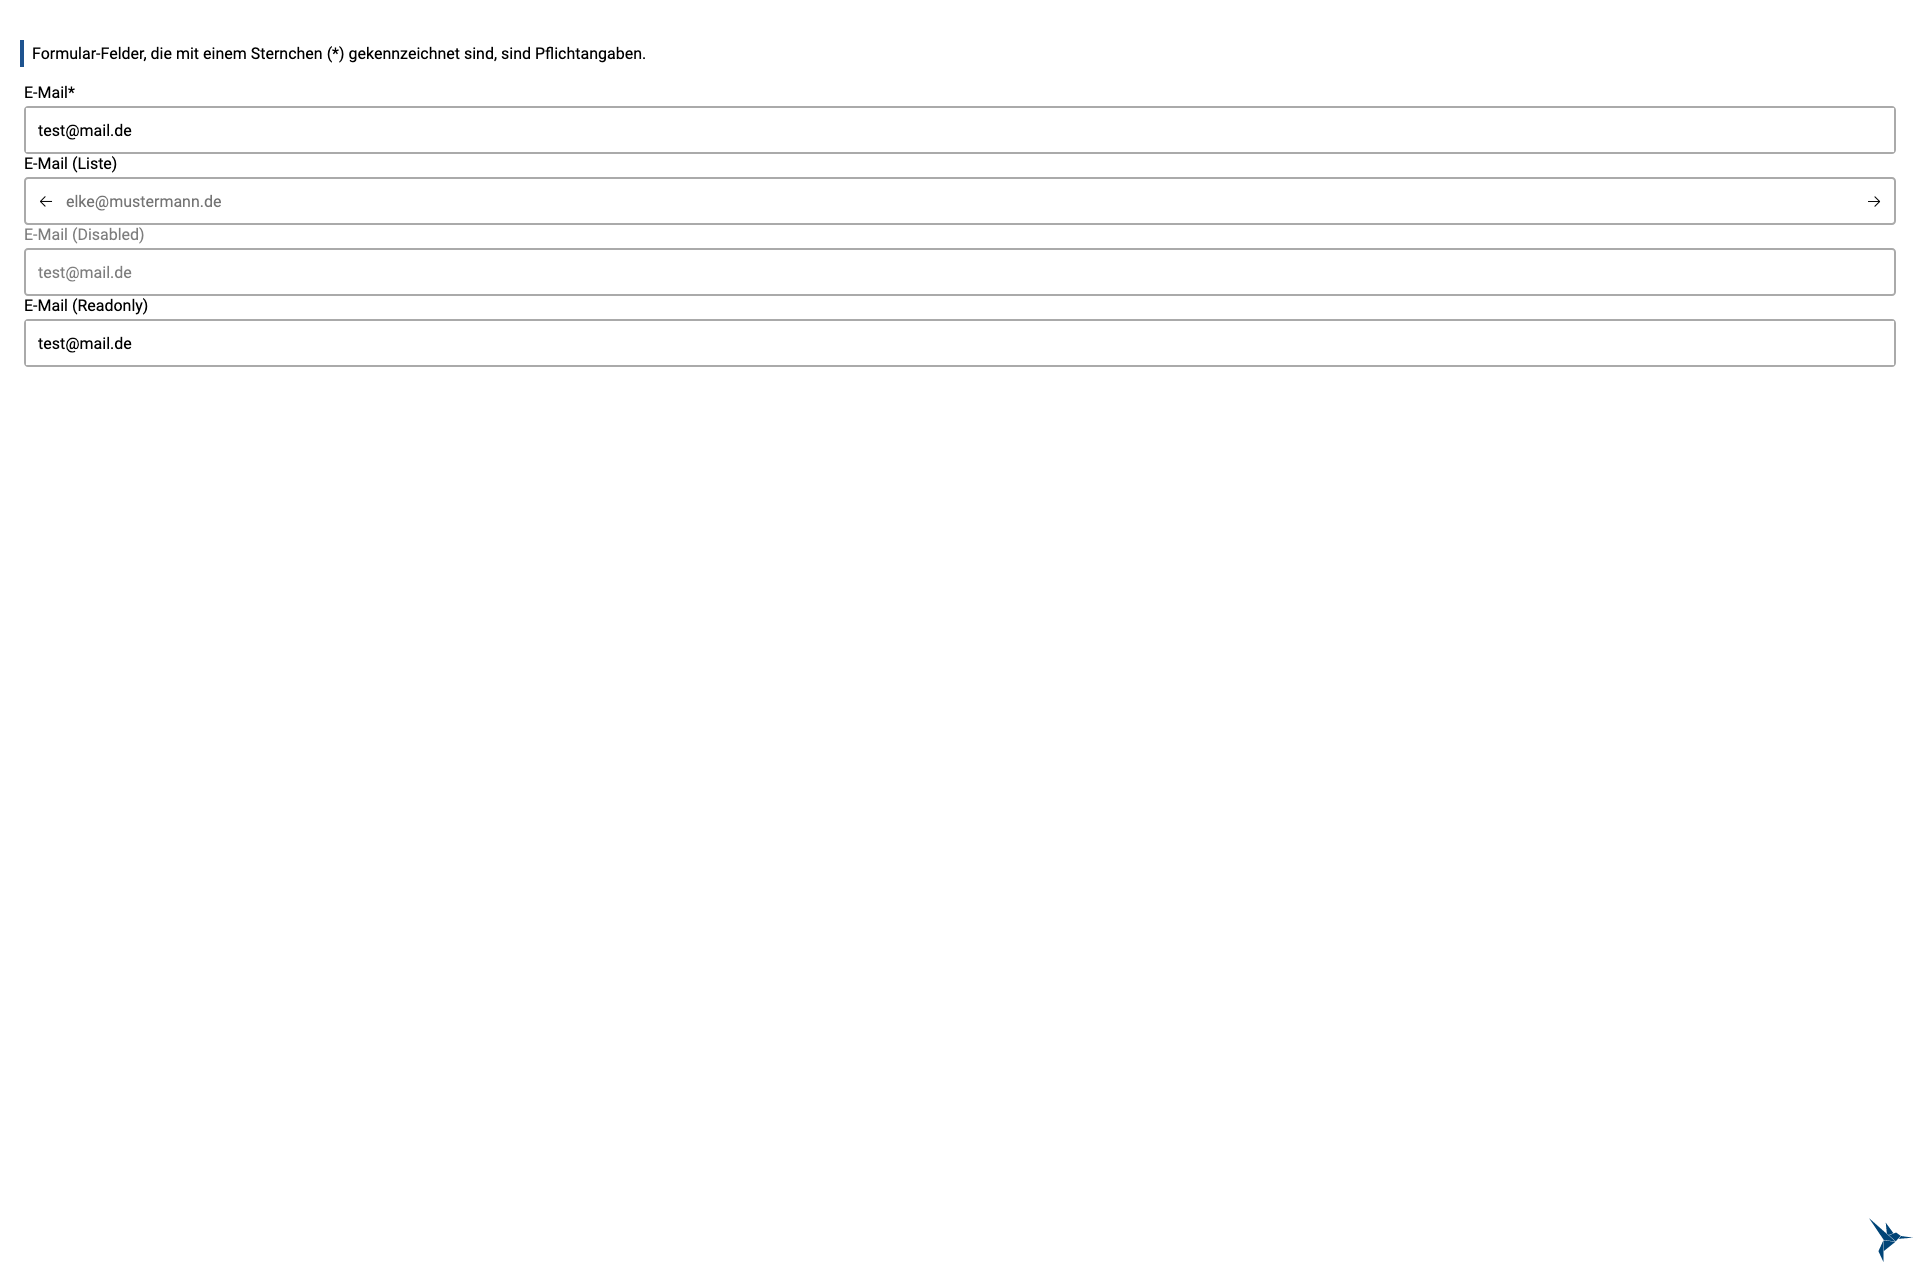 Formular-Felder, die mit einem Sternchen (*) gekennzeichnet sind, sind Pflichtangaben.
E-Mail*
test@mail.de
E-Mail (Liste)
← elke@mustermann.de →
E-Mail (Disabled)
test@mail.de
E-Mail (Readonly)
test@mail.de